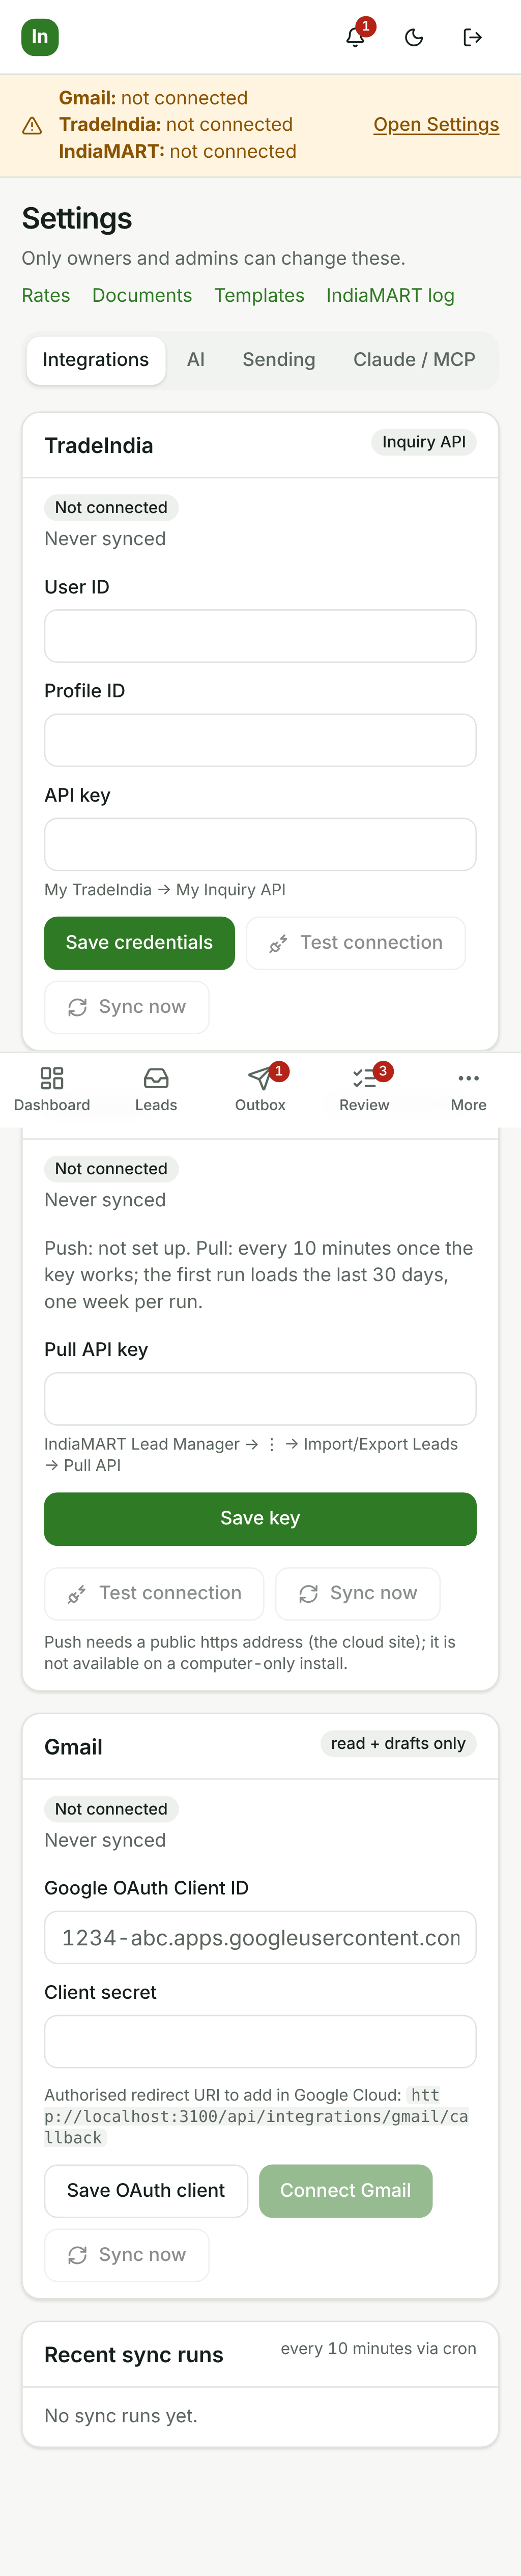 In
1
Gmail: not connected
TradeIndia: not connected
IndiaMART: not connected
Open Settings
Settings
Only owners and admins can change these.
Rates Documents Templates IndiaMART log
Integrations AI Sending Claude / MCP
TradeIndia
Inquiry API
Not connected
Never synced
User ID
Profile ID
API key
My TradeIndia → My Inquiry API
Save credentials
Test connection
Sync now
1
3
Dashboard Leads Outbox Review More
Not connected
Never synced
Push: not set up. Pull: every 10 minutes once the
key works; the first run loads the last 30 days,
one week per run.
Pull API key
IndiaMART Lead Manager → ⋮ → Import/Export Leads
→ Pull API
Save key
Test connection
Sync now
Push needs a public https address (the cloud site); it is
not available on a computer-only install.
Gmail
read + drafts only
Not connected
Never synced
Google OAuth Client ID
1234-abc.apps.googleusercontent.con
Client secret
Authorised redirect URI to add in Google Cloud: htt
p://localhost:3100/api/integrations/gmail/ca
llback
Save OAuth client
Connect Gmail
Sync now
Recent sync runs
every 10 minutes via cron
No sync runs yet.